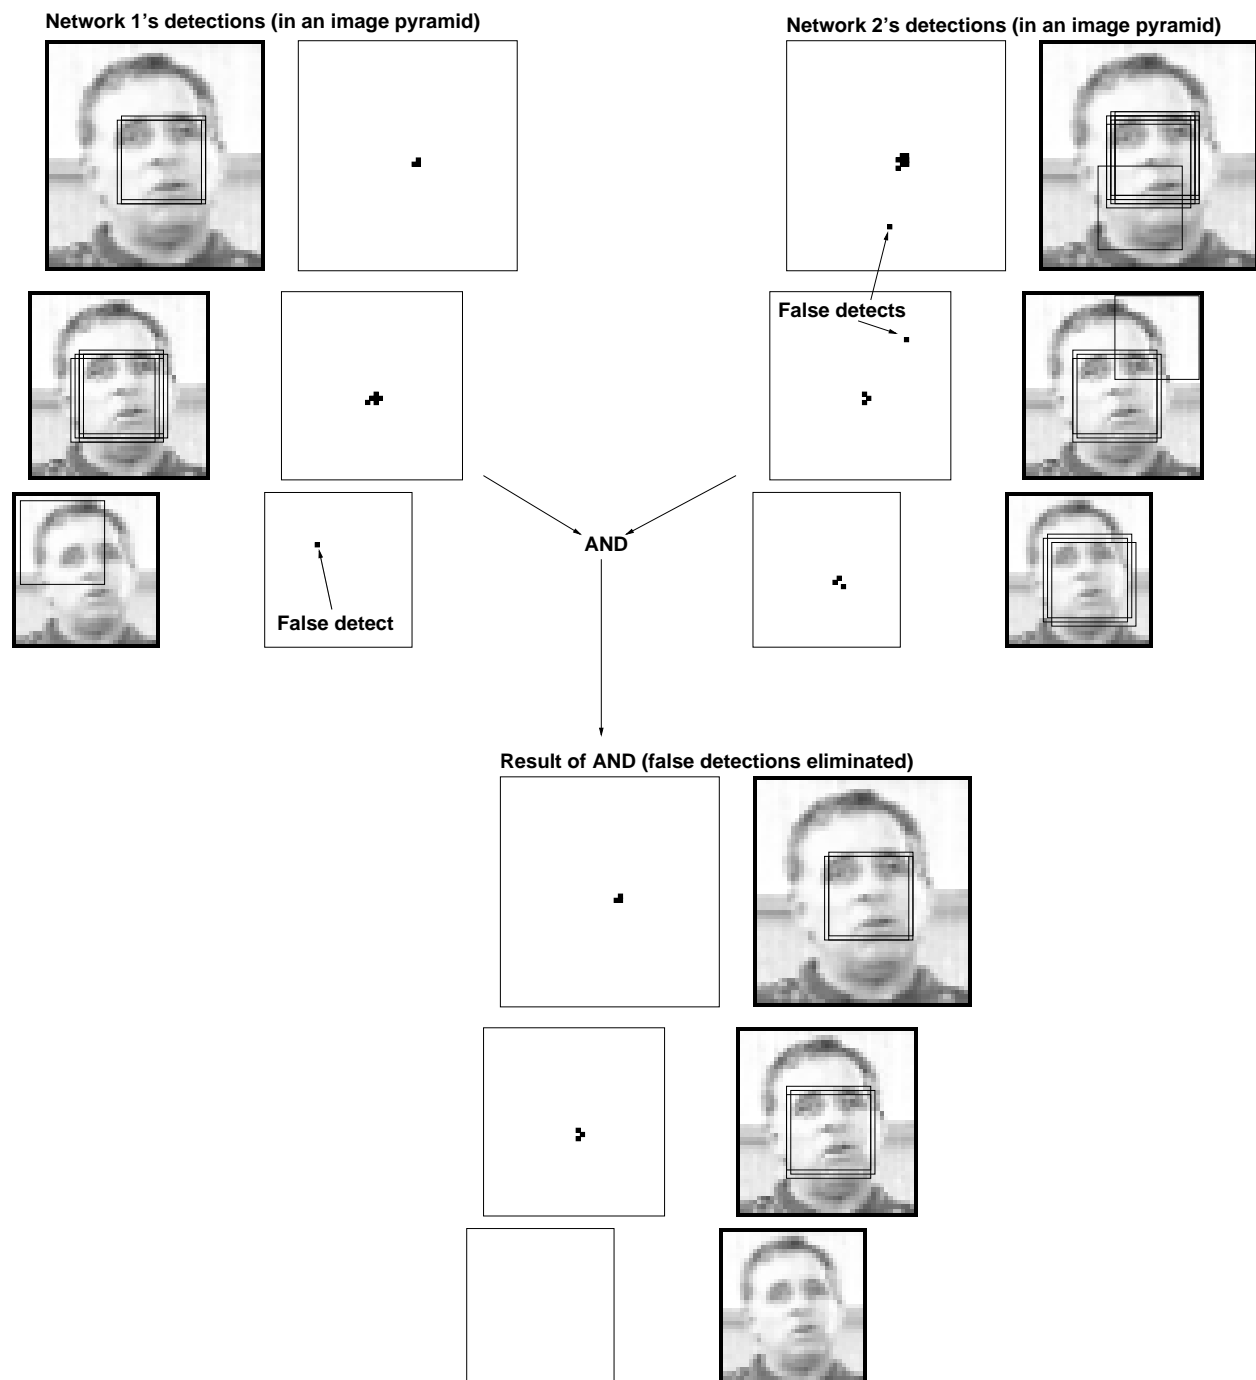 Network 1's detections (in an image pyramid)
Network 2's detections (in an image pyramid)
False detects
AND
False detect
Result of AND (false detections eliminated)